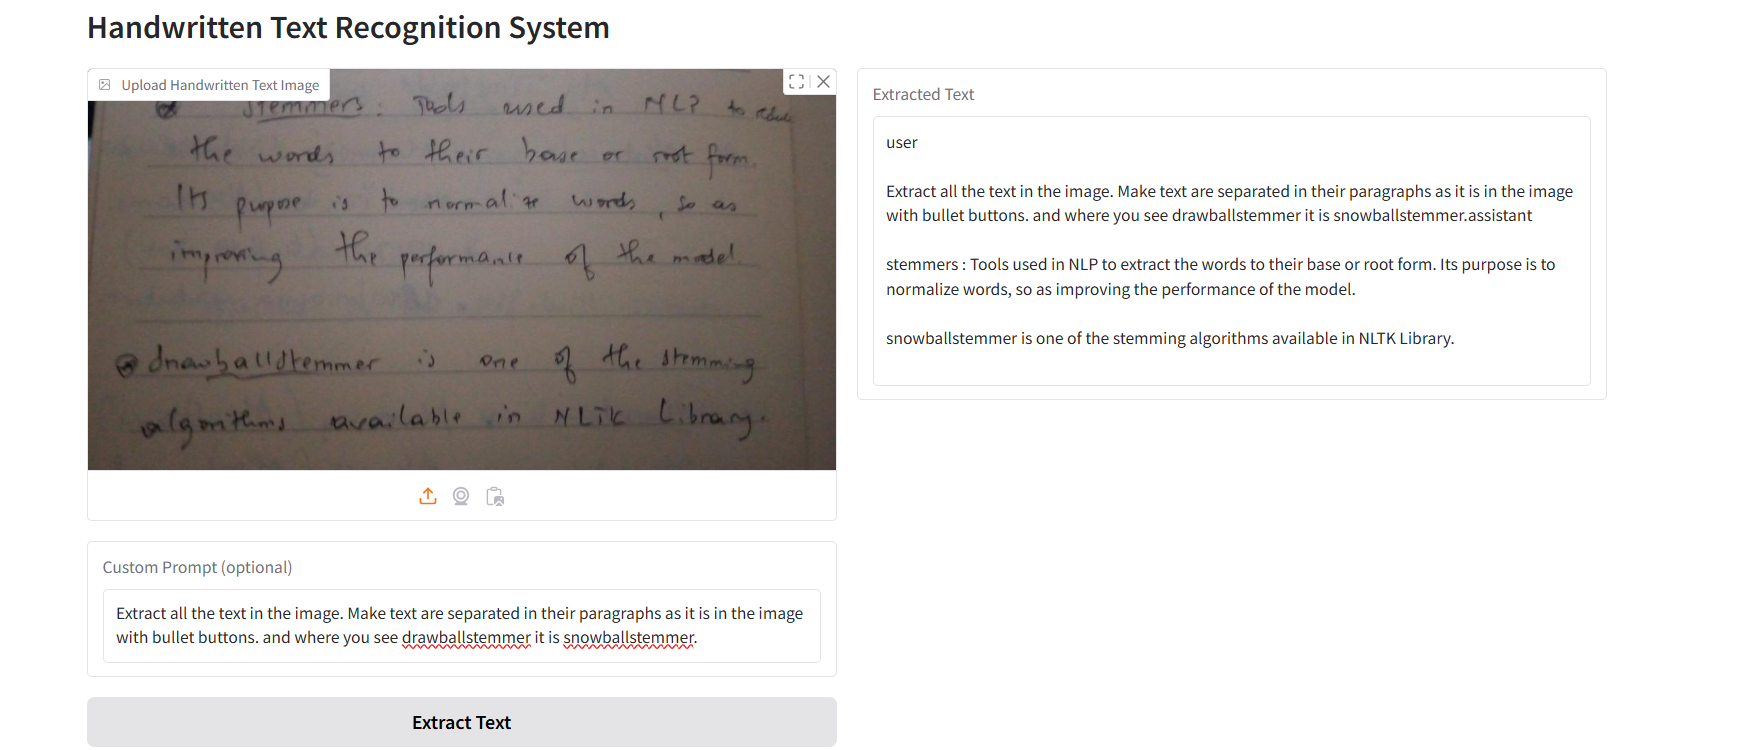 Handwritten Text Recognition System
Upload Handwritten Text Image
Stemmers : Tools used in NLP to
the words to their base or root form.
Its purpose is to normalize words, so as
improving the performance of the model.
snowballstemmer is one of the stemming
algorithms available in NLTK Library.
Custom Prompt (optional)
Extract all the text in the image. Make text are separated in their paragraphs as it is in the image
with bullet buttons. and where you see drawballstemmer it is snowballstemmer.
Extract Text
Extracted Text
user
Extract all the text in the image. Make text are separated in their paragraphs as it is in the image
with bullet buttons. and where you see drawballstemmer it is snowballstemmer.assistant
stemmers : Tools used in NLP to extract the words to their base or root form. Its purpose is to
normalize words, so as improving the performance of the model.
snowballstemmer is one of the stemming algorithms available in NLTK Library.